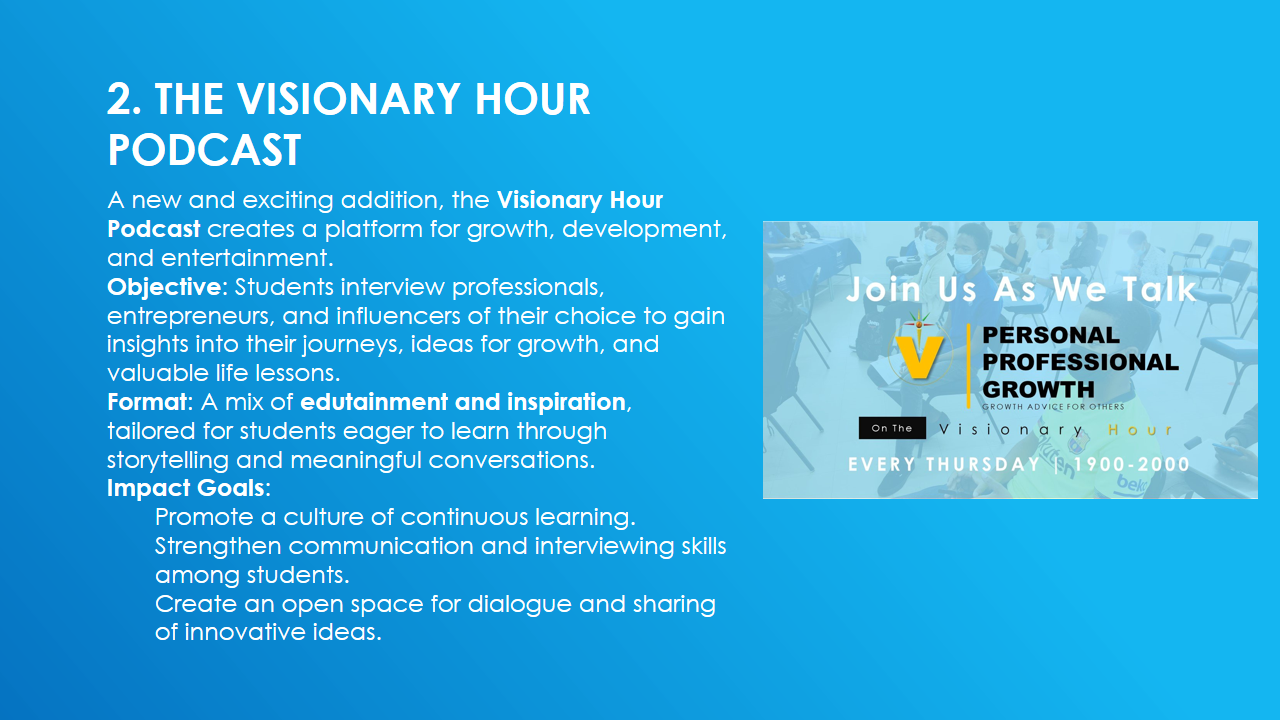 2. THE VISIONARY HOUR
PODCAST
A new and exciting addition, the Visionary Hour
Podcast creates a platform for growth, development,
and entertainment.
Objective: Students interview professionals,
entrepreneurs, and influencers of their choice to gain
insights into their journeys, ideas for growth, and
valuable life lessons.
Format: A mix of edutainment and inspiration,
tailored for students eager to learn through
storytelling and meaningful conversations.
Impact Goals:
Promote a culture of continuous learning.
Strengthen communication and interviewing skills
among students.
Create an open space for dialogue and sharing
of innovative ideas.
Join Us As We Talk
V
PERSONAL
PROFESSIONAL
GROWTH
GROWTH ADVICE FOR OTHERS
On The Visionary Hour
EVERY THURSDAY | 1900-2000
beko